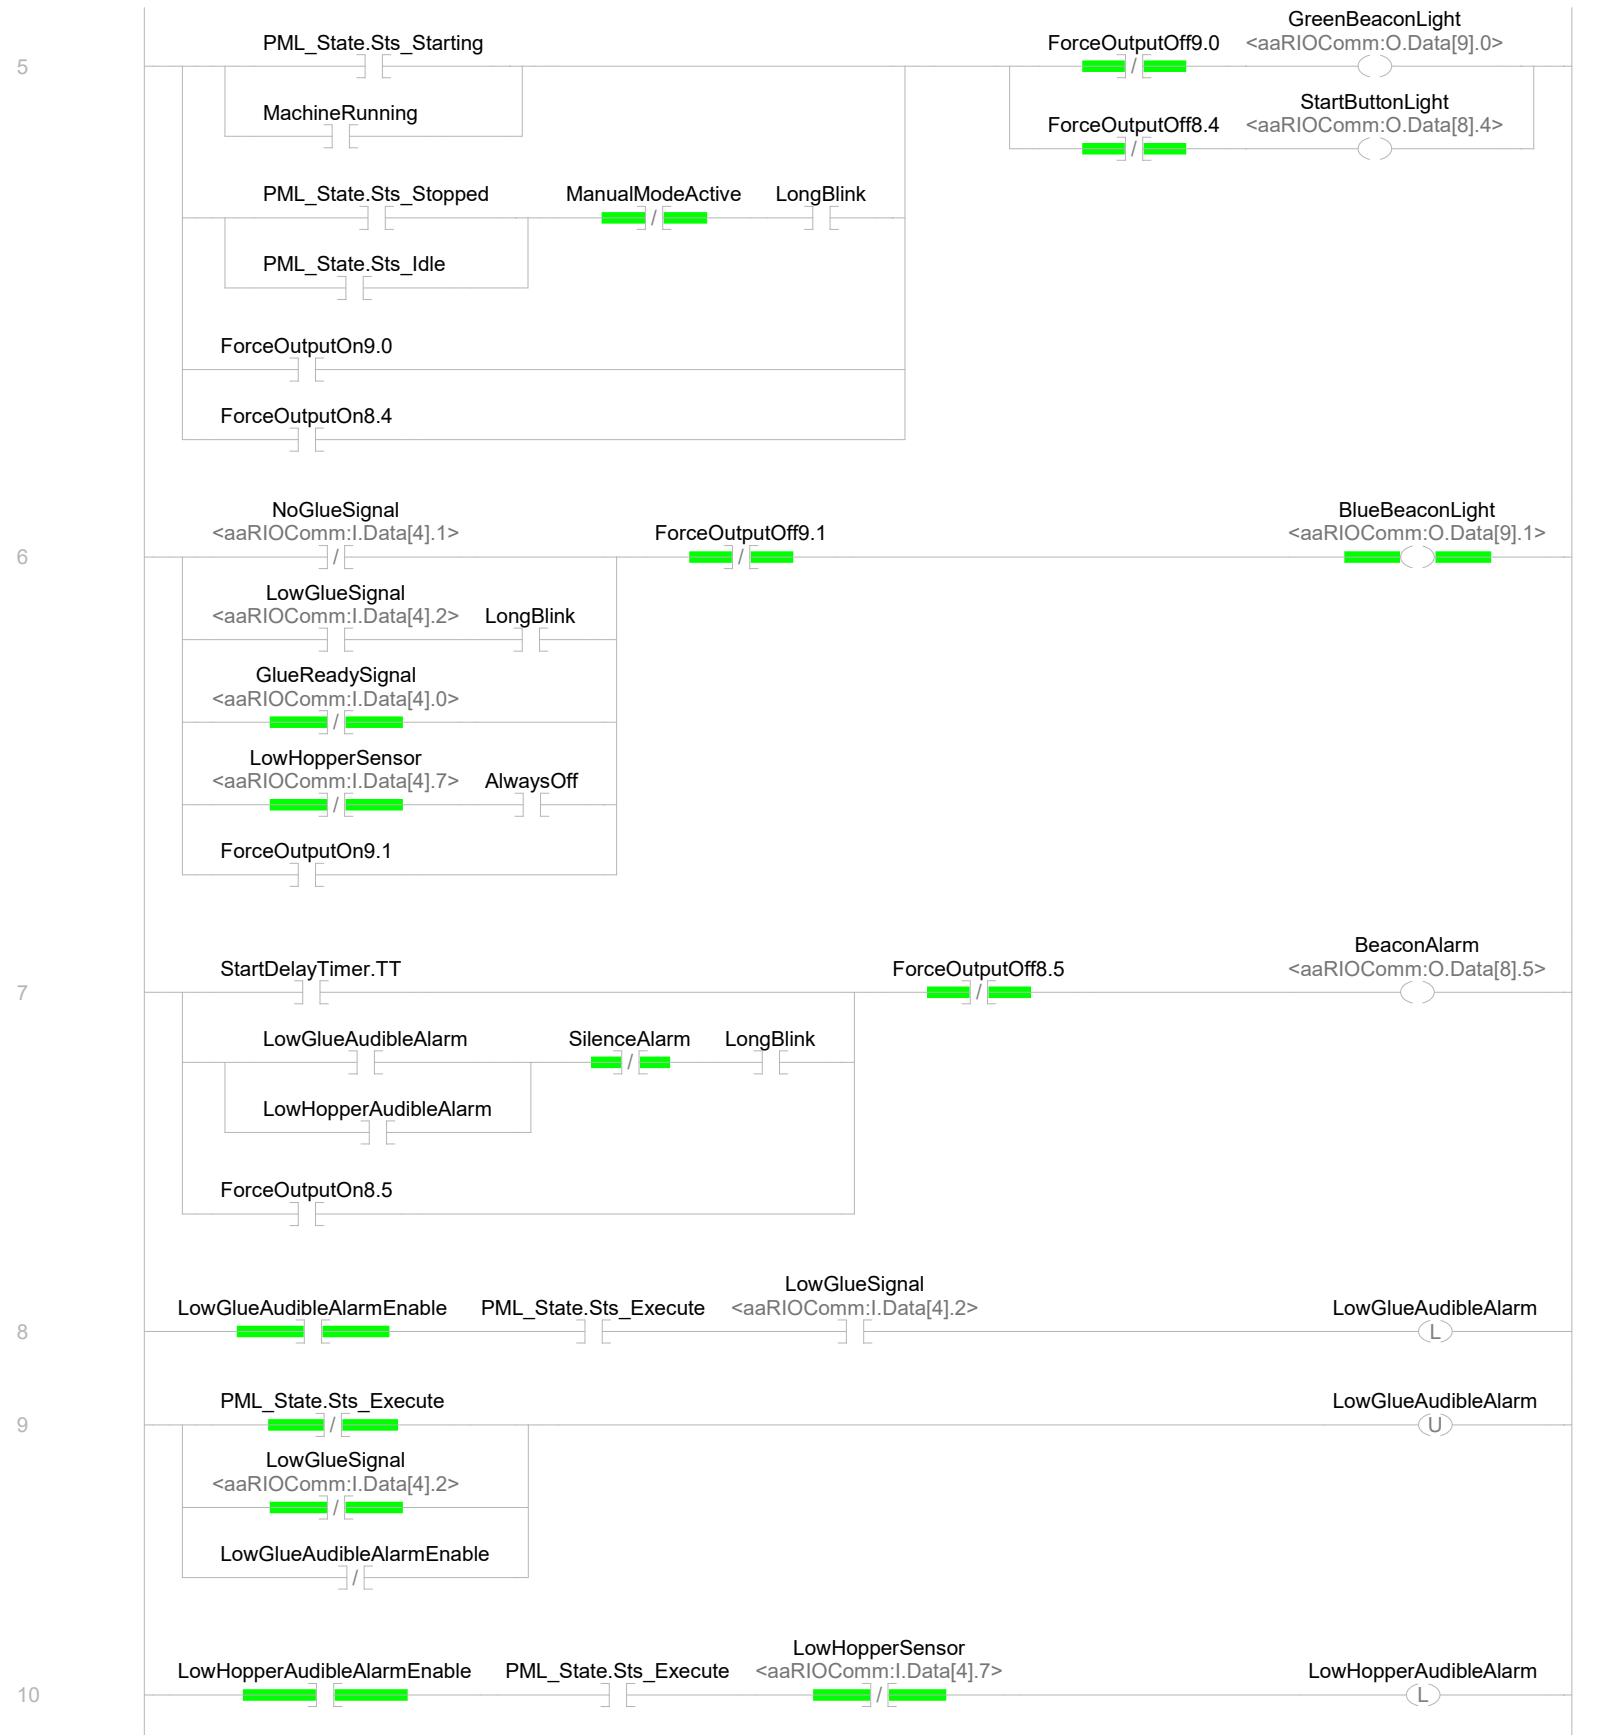 GreenBeaconLight
PML_State.Sts_Starting ForceOutputOff9.0 <aaRIOComm:O.Data[9].0>
5 /
StartButtonLight
MachineRunning ForceOutputOff8.4 <aaRIOComm:O.Data[8].4>
/
PML_State.Sts_Stopped ManualModeActive LongBlink
/
PML_State.Sts_Idle
ForceOutputOn9.0
ForceOutputOn8.4
NoGlueSignal BlueBeaconLight
<aaRIOComm:I.Data[4].1> ForceOutputOff9.1 <aaRIOComm:O.Data[9].1>
6 / /
LowGlueSignal
<aaRIOComm:I.Data[4].2> LongBlink
GlueReadySignal
<aaRIOComm:I.Data[4].0>
/
LowHopperSensor
<aaRIOComm:I.Data[4].7> AlwaysOff
/
ForceOutputOn9.1
BeaconAlarm
StartDelayTimer.TT ForceOutputOff8.5 <aaRIOComm:O.Data[8].5>
7 /
LowGlueAudibleAlarm SilenceAlarm LongBlink
/
LowHopperAudibleAlarm
ForceOutputOn8.5
LowGlueSignal
LowGlueAudibleAlarmEnable PML_State.Sts_Execute <aaRIOComm:I.Data[4].2> LowGlueAudibleAlarm
8 L
PML_State.Sts_Execute LowGlueAudibleAlarm
9 / U
LowGlueSignal
<aaRIOComm:I.Data[4].2>
/
LowGlueAudibleAlarmEnable
/
LowHopperSensor
LowHopperAudibleAlarmEnable PML_State.Sts_Execute <aaRIOComm:I.Data[4].7> LowHopperAudibleAlarm
10 / L